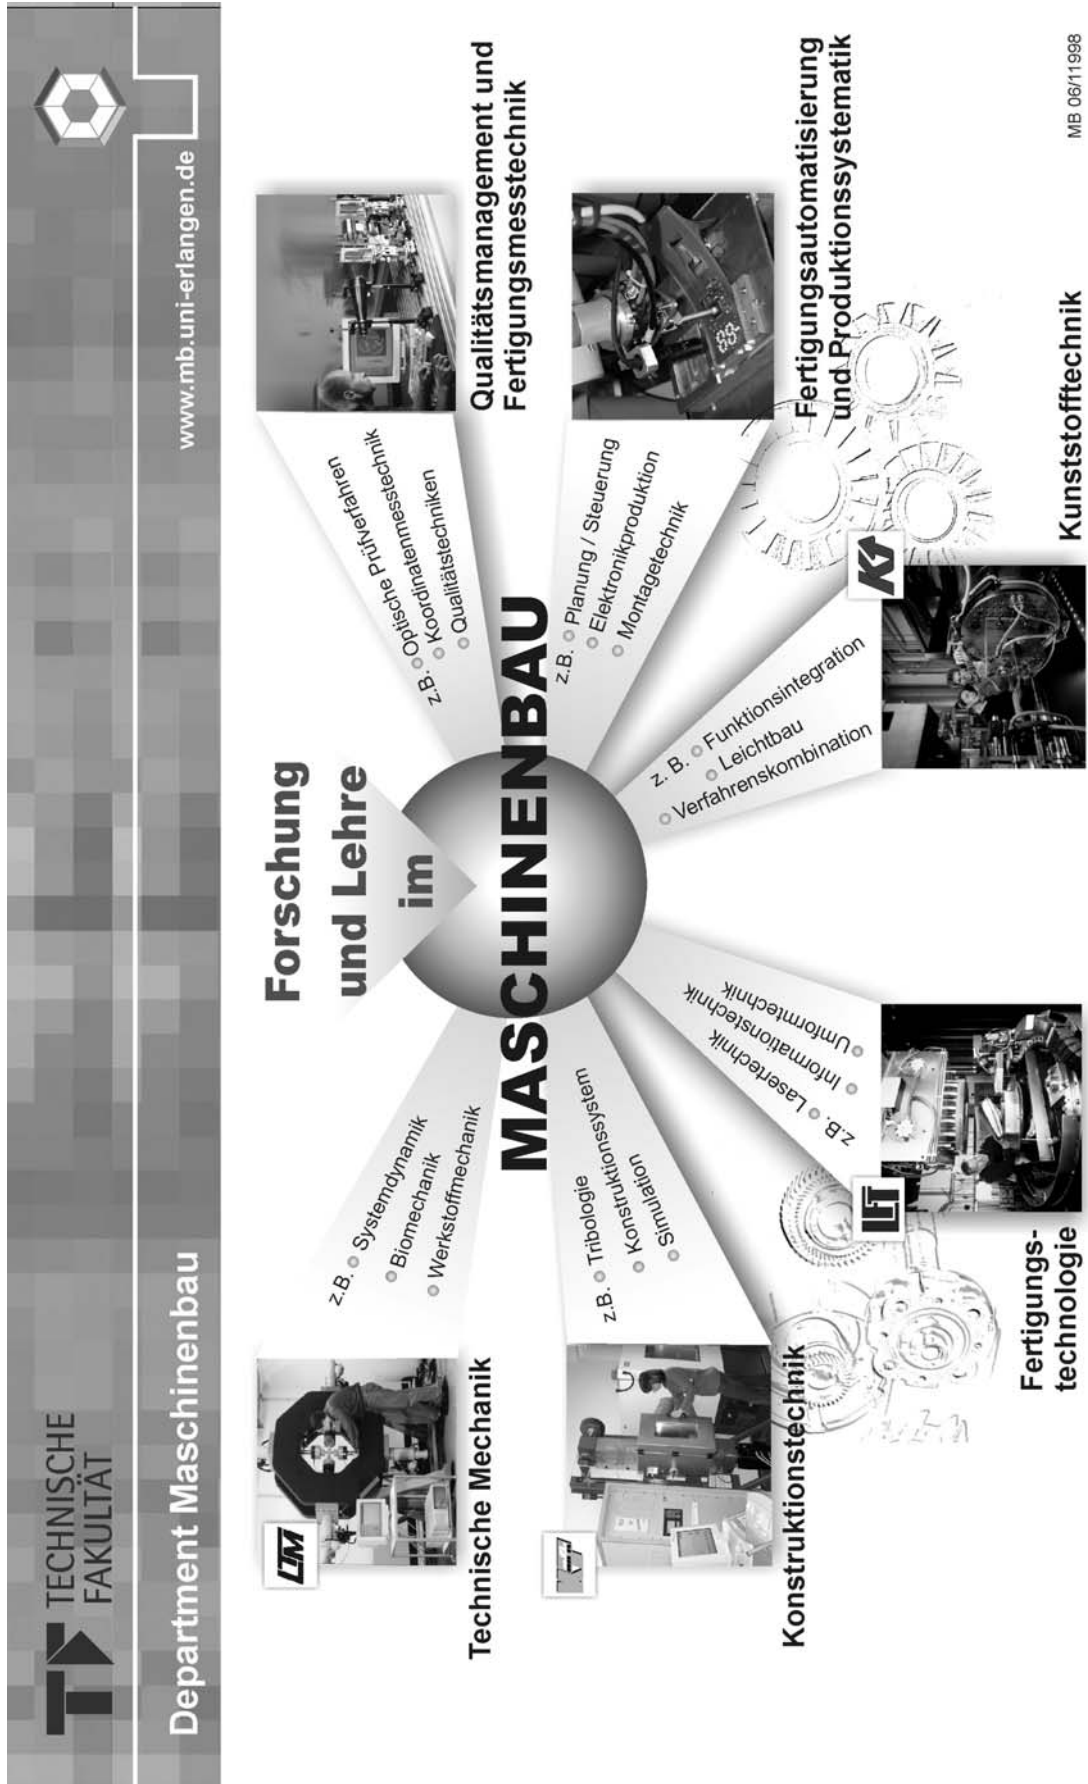 TECHNISCHE
FAKULTÄT
Department Maschinenbau
www.mb.uni-erlangen.de
Forschung
und Lehre
im
MASCHINENBAU
LTM
Technische Mechanik
z.B. Systemdynamik
Biomechanik
Werkstoffmechanik
Konstruktionstechnik
z.B. Tribologie
Konstruktionssystem
Simulation
LFT
Fertigungs-
technologie
z.B. Lasertechnik
Informationstechnik
Umformtechnik
z. B. Funktionsintegration
Leichtbau
Verfahrenskombination
Kunststofftechnik
z.B. Planung / Steuerung
Elektronikproduktion
Montagetechnik
Fertigungsautomatisierung
und Produktionssystematik
z.B. Optische Prüfverfahren
Koordinatenmesstechnik
Qualitätstechniken
Qualitätsmanagement und
Fertigungsmesstechnik
MB 06/11998